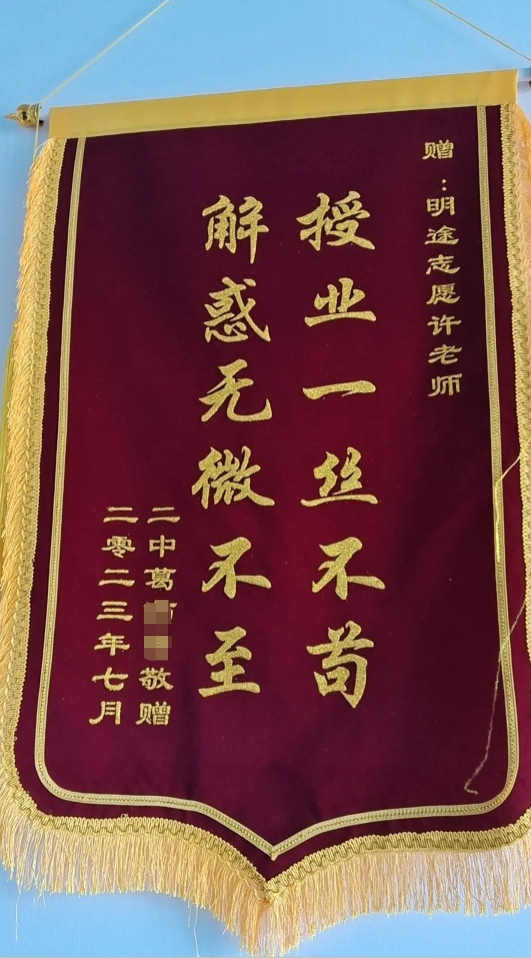 赠：明途志愿许老师
授业一丝不苟
解惑无微不至
二中葛敬赠
二零二三年七月